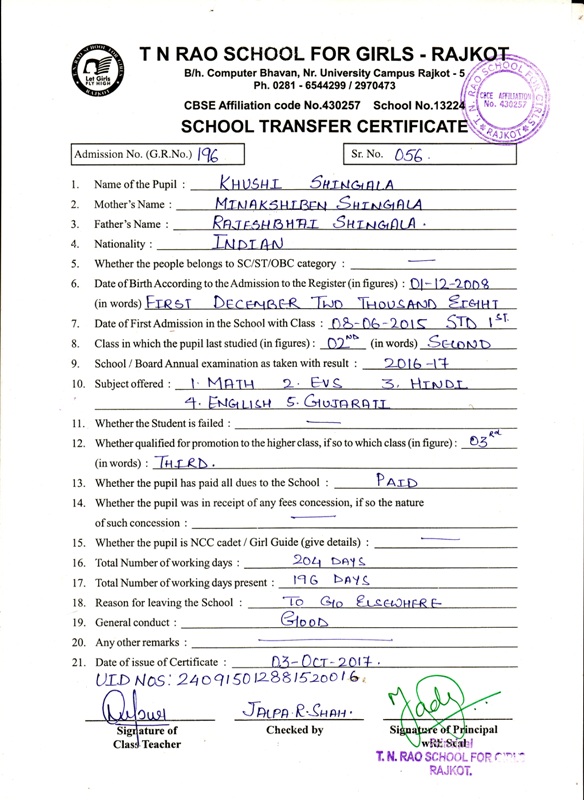 T. N. RAO SCHOOL FOR GIRLS
Let Girls
FLY HIGH
RAJKOT
T N RAO SCHOOL FOR GIRLS - RAJKOT
B/h. Computer Bhavan, Nr. University Campus Rajkot - 5
Ph. 0281 - 6544299 / 2970473
CBSE Affiliation code No.430257 School No.13224
T. N. RAO SCHOOL FOR GIRLS
CBCE AFFILIATION
No. 430257
★ RAJKOT ★
SCHOOL TRANSFER CERTIFICATE
Admission No. (G.R.No.) 196 Sr. No. 056.
1. Name of the Pupil : KHUSHI SHINGALA
2. Mother's Name : MINAKSHIBEN SHINGALA
3. Father's Name : RAJESHBHAI SHINGALA.
4. Nationality : INDIAN
5. Whether the people belongs to SC/ST/OBC category : —
6. Date of Birth According to the Admission to the Register (in figures) : 01-12-2008
(in words) FIRST DECEMBER TWO THOUSAND EIGHT
7. Date of First Admission in the School with Class : 08-06-2015 STD 1ST.
8. Class in which the pupil last studied (in figures) : 02ND (in words) SECOND
9. School / Board Annual examination as taken with result : 2016-17
10. Subject offered : 1. MATH 2. EVS 3. HINDI
4. ENGLISH 5. GUJARATI
11. Whether the Student is failed : —
12. Whether qualified for promotion to the higher class, if so to which class (in figure) : 03Rd
(in words) : THIRD.
13. Whether the pupil has paid all dues to the School : PAID
14. Whether the pupil was in receipt of any fees concession, if so the nature
of such concession : —
15. Whether the pupil is NCC cadet / Girl Guide (give details) : —
16. Total Number of working days : 204 DAYS
17. Total Number of working days present : 196 DAYS
18. Reason for leaving the School : TO GO ELSEWHERE
19. General conduct : GOOD
20. Any other remarks : —
21. Date of issue of Certificate : 03-OCT-2017.
UID NOS: 240915012881520016.
JALPA.R.SHAH.
Signature of Checked by Signature of Principal
Class Teacher
T. N. RAO SCHOOL FOR GIRLS
RAJKOT.